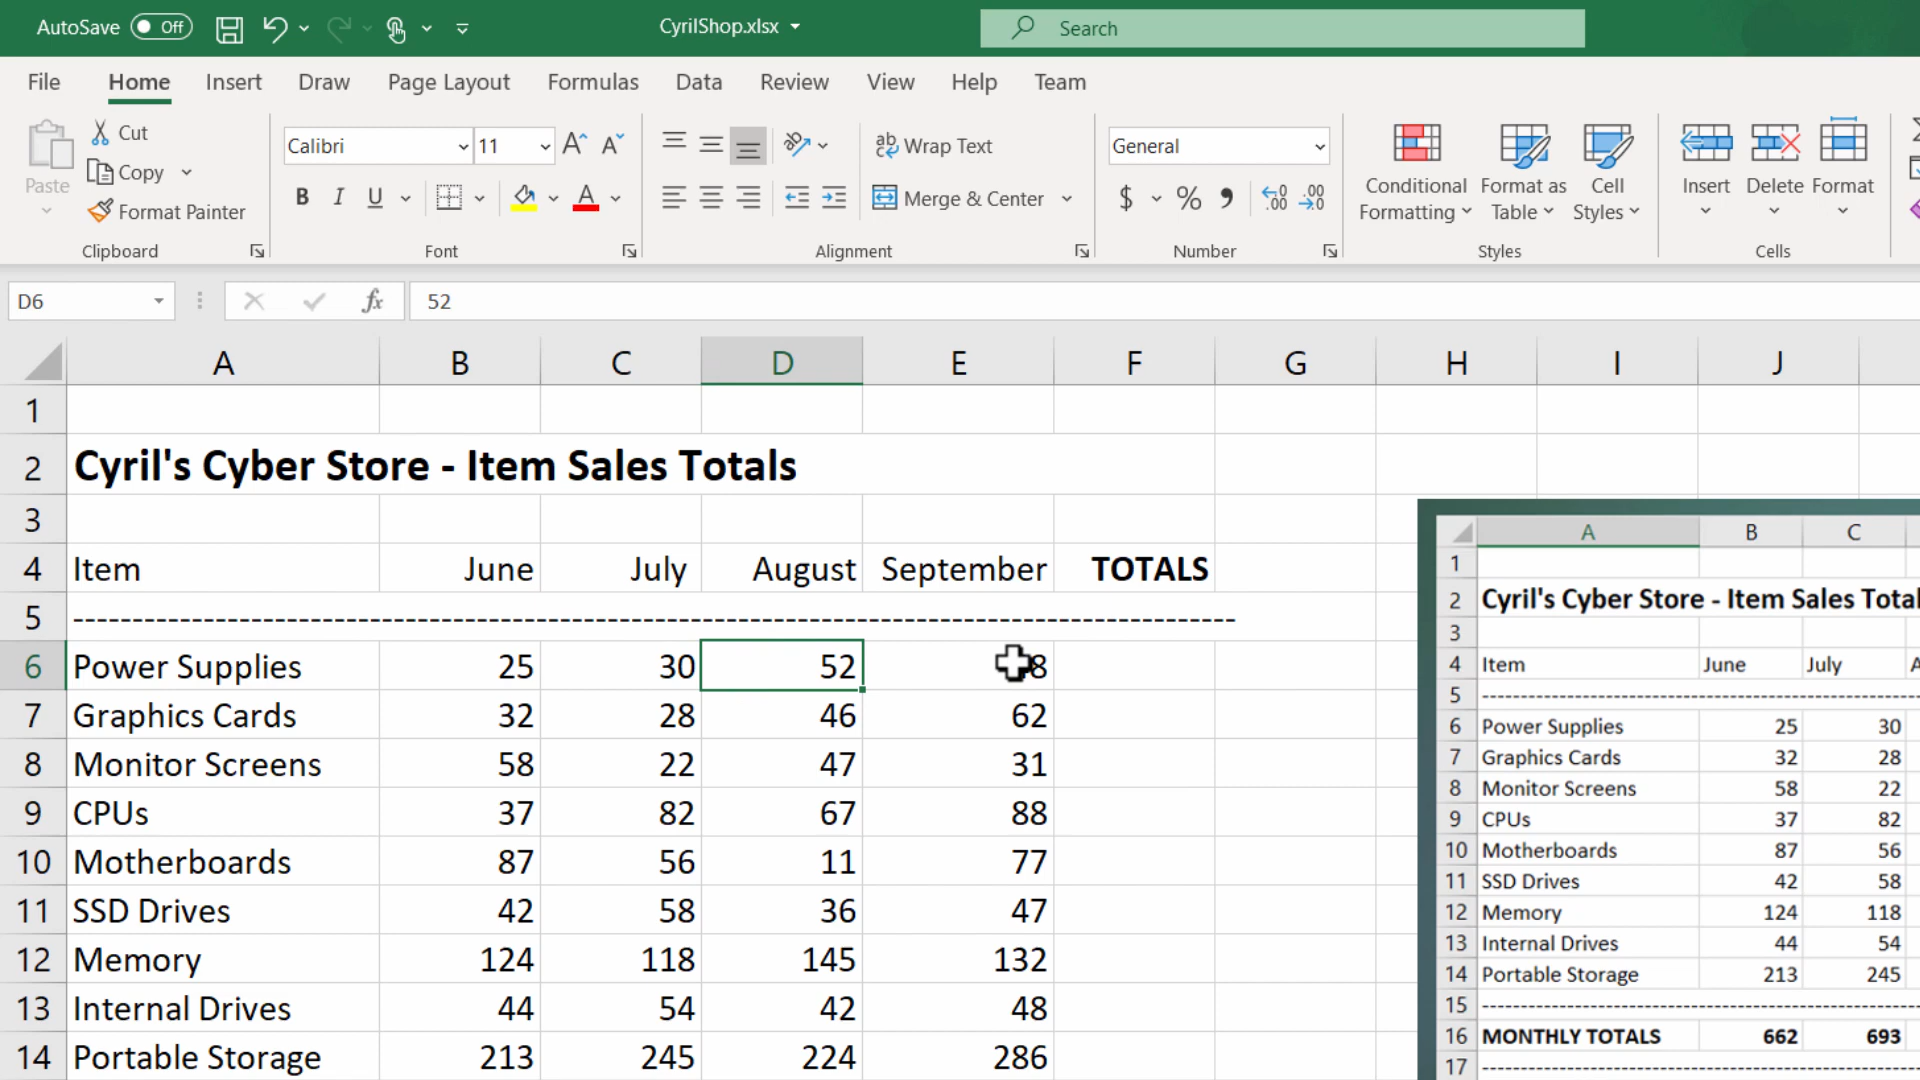 AutoSave Off CyrilShop.xlsx Search
File Home Insert Draw Page Layout Formulas Data Review View Help Team
Paste Cut Copy Format Painter
Clipboard
Calibri 11 A A
B I U A
Font
ab Wrap Text
Merge & Center
Alignment
General
$ % , .00 .00
Number
Conditional Formatting Format as Table Cell Styles
Styles
Insert Delete Format
Cells
D6 fx 52
A B C D E F G H I J
1
2 Cyril's Cyber Store - Item Sales Totals
3
4 Item June July August September TOTALS
5 ------------------------------------------------------------
6 Power Supplies 25 30 52 8
7 Graphics Cards 32 28 46 62
8 Monitor Screens 58 22 47 31
9 CPUs 37 82 67 88
10 Motherboards 87 56 11 77
11 SSD Drives 42 58 36 47
12 Memory 124 118 145 132
13 Internal Drives 44 54 42 48
14 Portable Storage 213 245 224 286
A B C
1
2 Cyril's Cyber Store - Item Sales Total
3
4 Item June July A
5 ------------------------------
6 Power Supplies 25 30
7 Graphics Cards 32 28
8 Monitor Screens 58 22
9 CPUs 37 82
10 Motherboards 87 56
11 SSD Drives 42 58
12 Memory 124 118
13 Internal Drives 44 54
14 Portable Storage 213 245
15 ------------------------------
16 MONTHLY TOTALS 662 693
17 ------------------------------